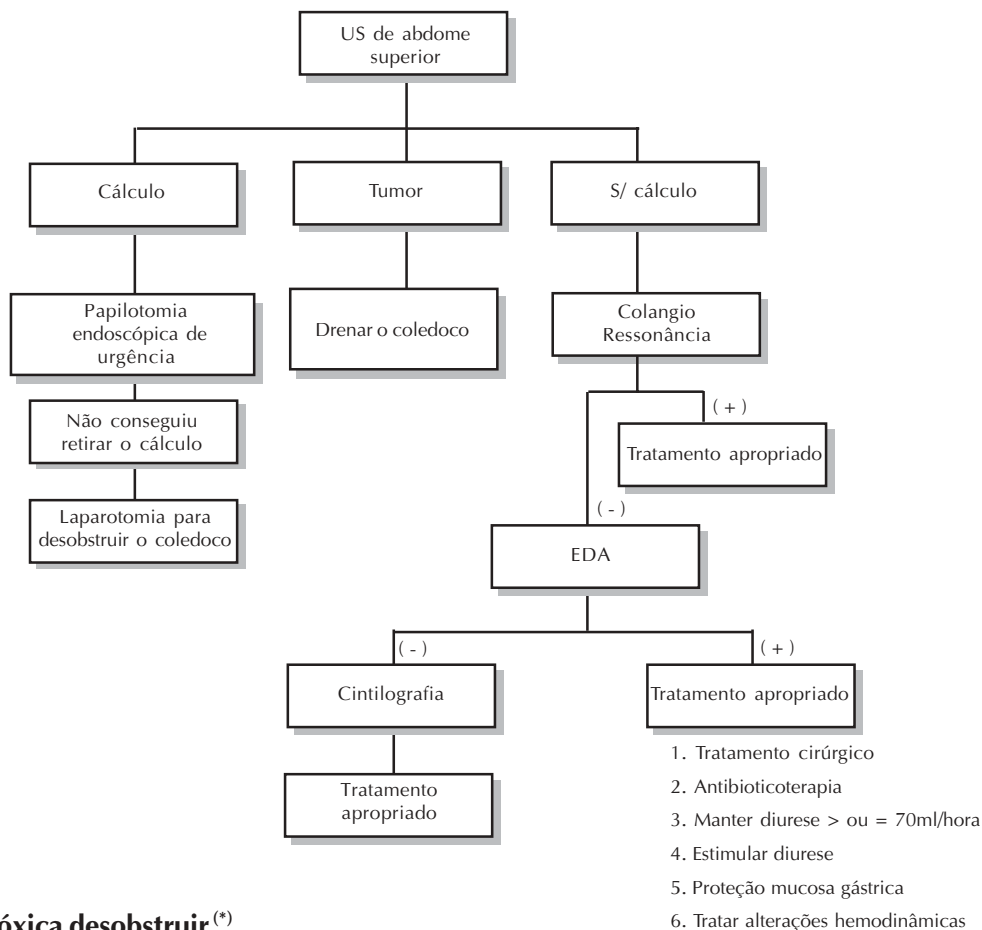 US de abdome
superior
Cálculo
Tumor
S/ cálculo
Papilotomia
endoscópica de
urgência
Drenar o coledoco
Colangio
Ressonância
Não conseguiu
retirar o cálculo
( + )
Tratamento apropriado
Laparotomia para
desobstruir o coledoco
( - )
EDA
( - )
( + )
Cintilografia
Tratamento apropriado
Tratamento
apropriado
1. Tratamento cirúrgico
2. Antibioticoterapia
3. Manter diurese > ou = 70ml/hora
4. Estimular diurese
5. Proteção mucosa gástrica
6. Tratar alterações hemodinâmicas
óxica desobstruir (*)